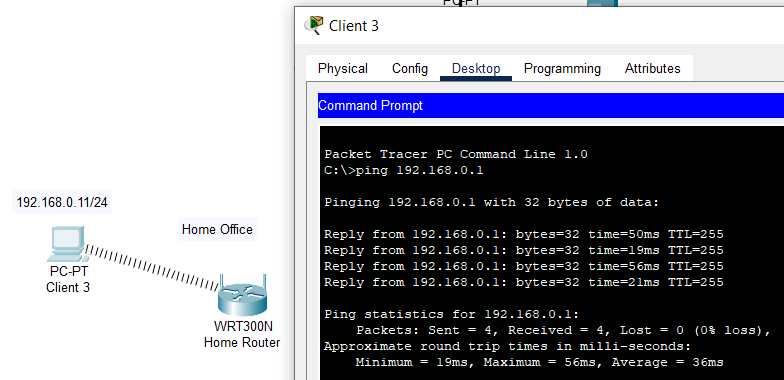 Client 3
Physical Config Desktop Programming Attributes
Command Prompt
Packet Tracer PC Command Line 1.0
C:\>ping 192.168.0.1
Pinging 192.168.0.1 with 32 bytes of data:
Reply from 192.168.0.1: bytes=32 time=50ms TTL=255
Reply from 192.168.0.1: bytes=32 time=19ms TTL=255
Reply from 192.168.0.1: bytes=32 time=56ms TTL=255
Reply from 192.168.0.1: bytes=32 time=21ms TTL=255
Ping statistics for 192.168.0.1:
Packets: Sent = 4, Received = 4, Lost = 0 (0% loss),
Approximate round trip times in milli-seconds:
Minimum = 19ms, Maximum = 56ms, Average = 36ms
192.168.0.11/24
Home Office
PC-PT
Client 3
WRT300N
Home Router